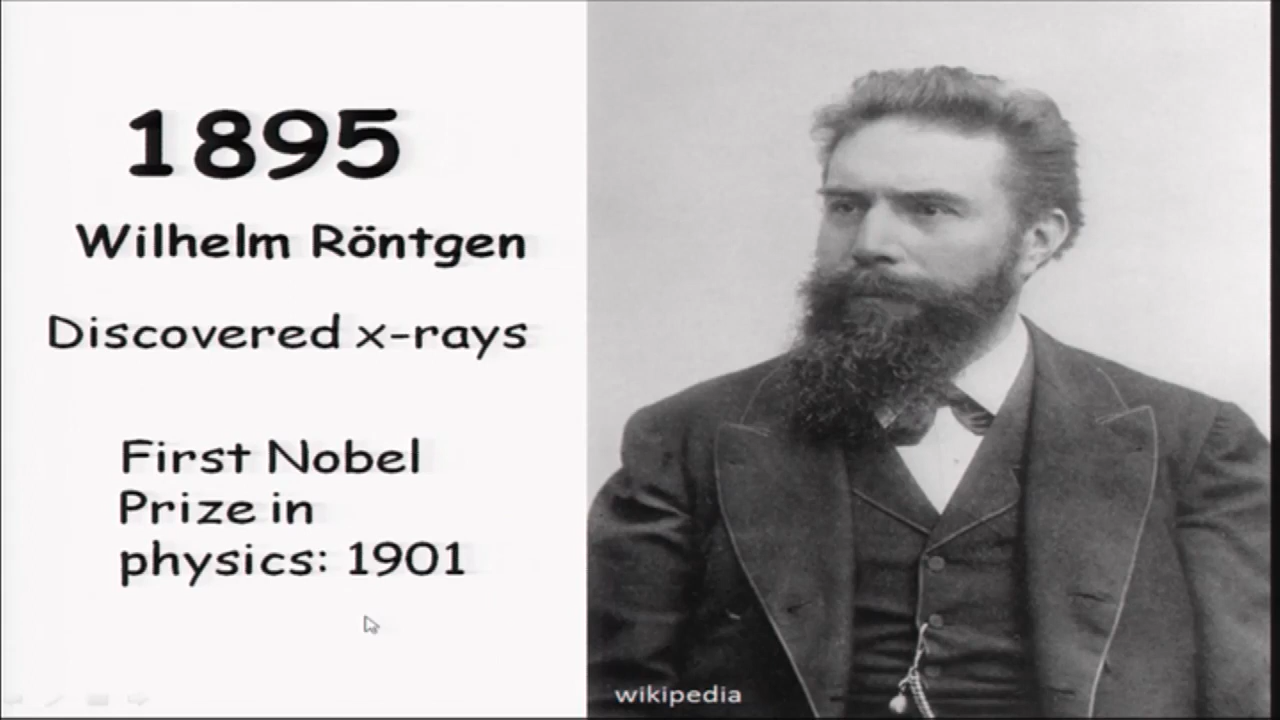 1895
Wilhelm Röntgen
Discovered x-rays
First Nobel
Prize in
physics: 1901
wikipedia